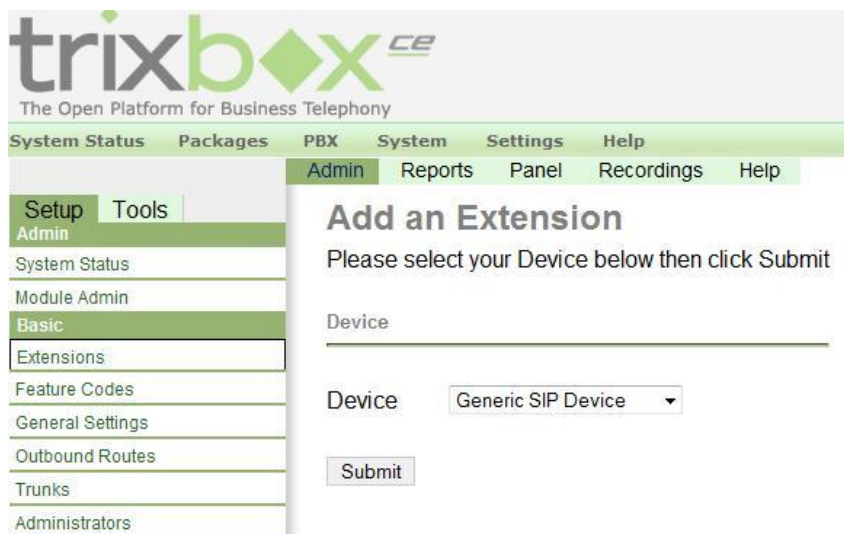 trixbox CE
The Open Platform for Business Telephony
System Status Packages PBX System Settings Help
Admin Reports Panel Recordings Help
Setup Tools
Admin
System Status
Module Admin
Basic
Extensions
Feature Codes
General Settings
Outbound Routes
Trunks
Administrators
Add an Extension
Please select your Device below then click Submit
Device
Device Generic SIP Device
Submit